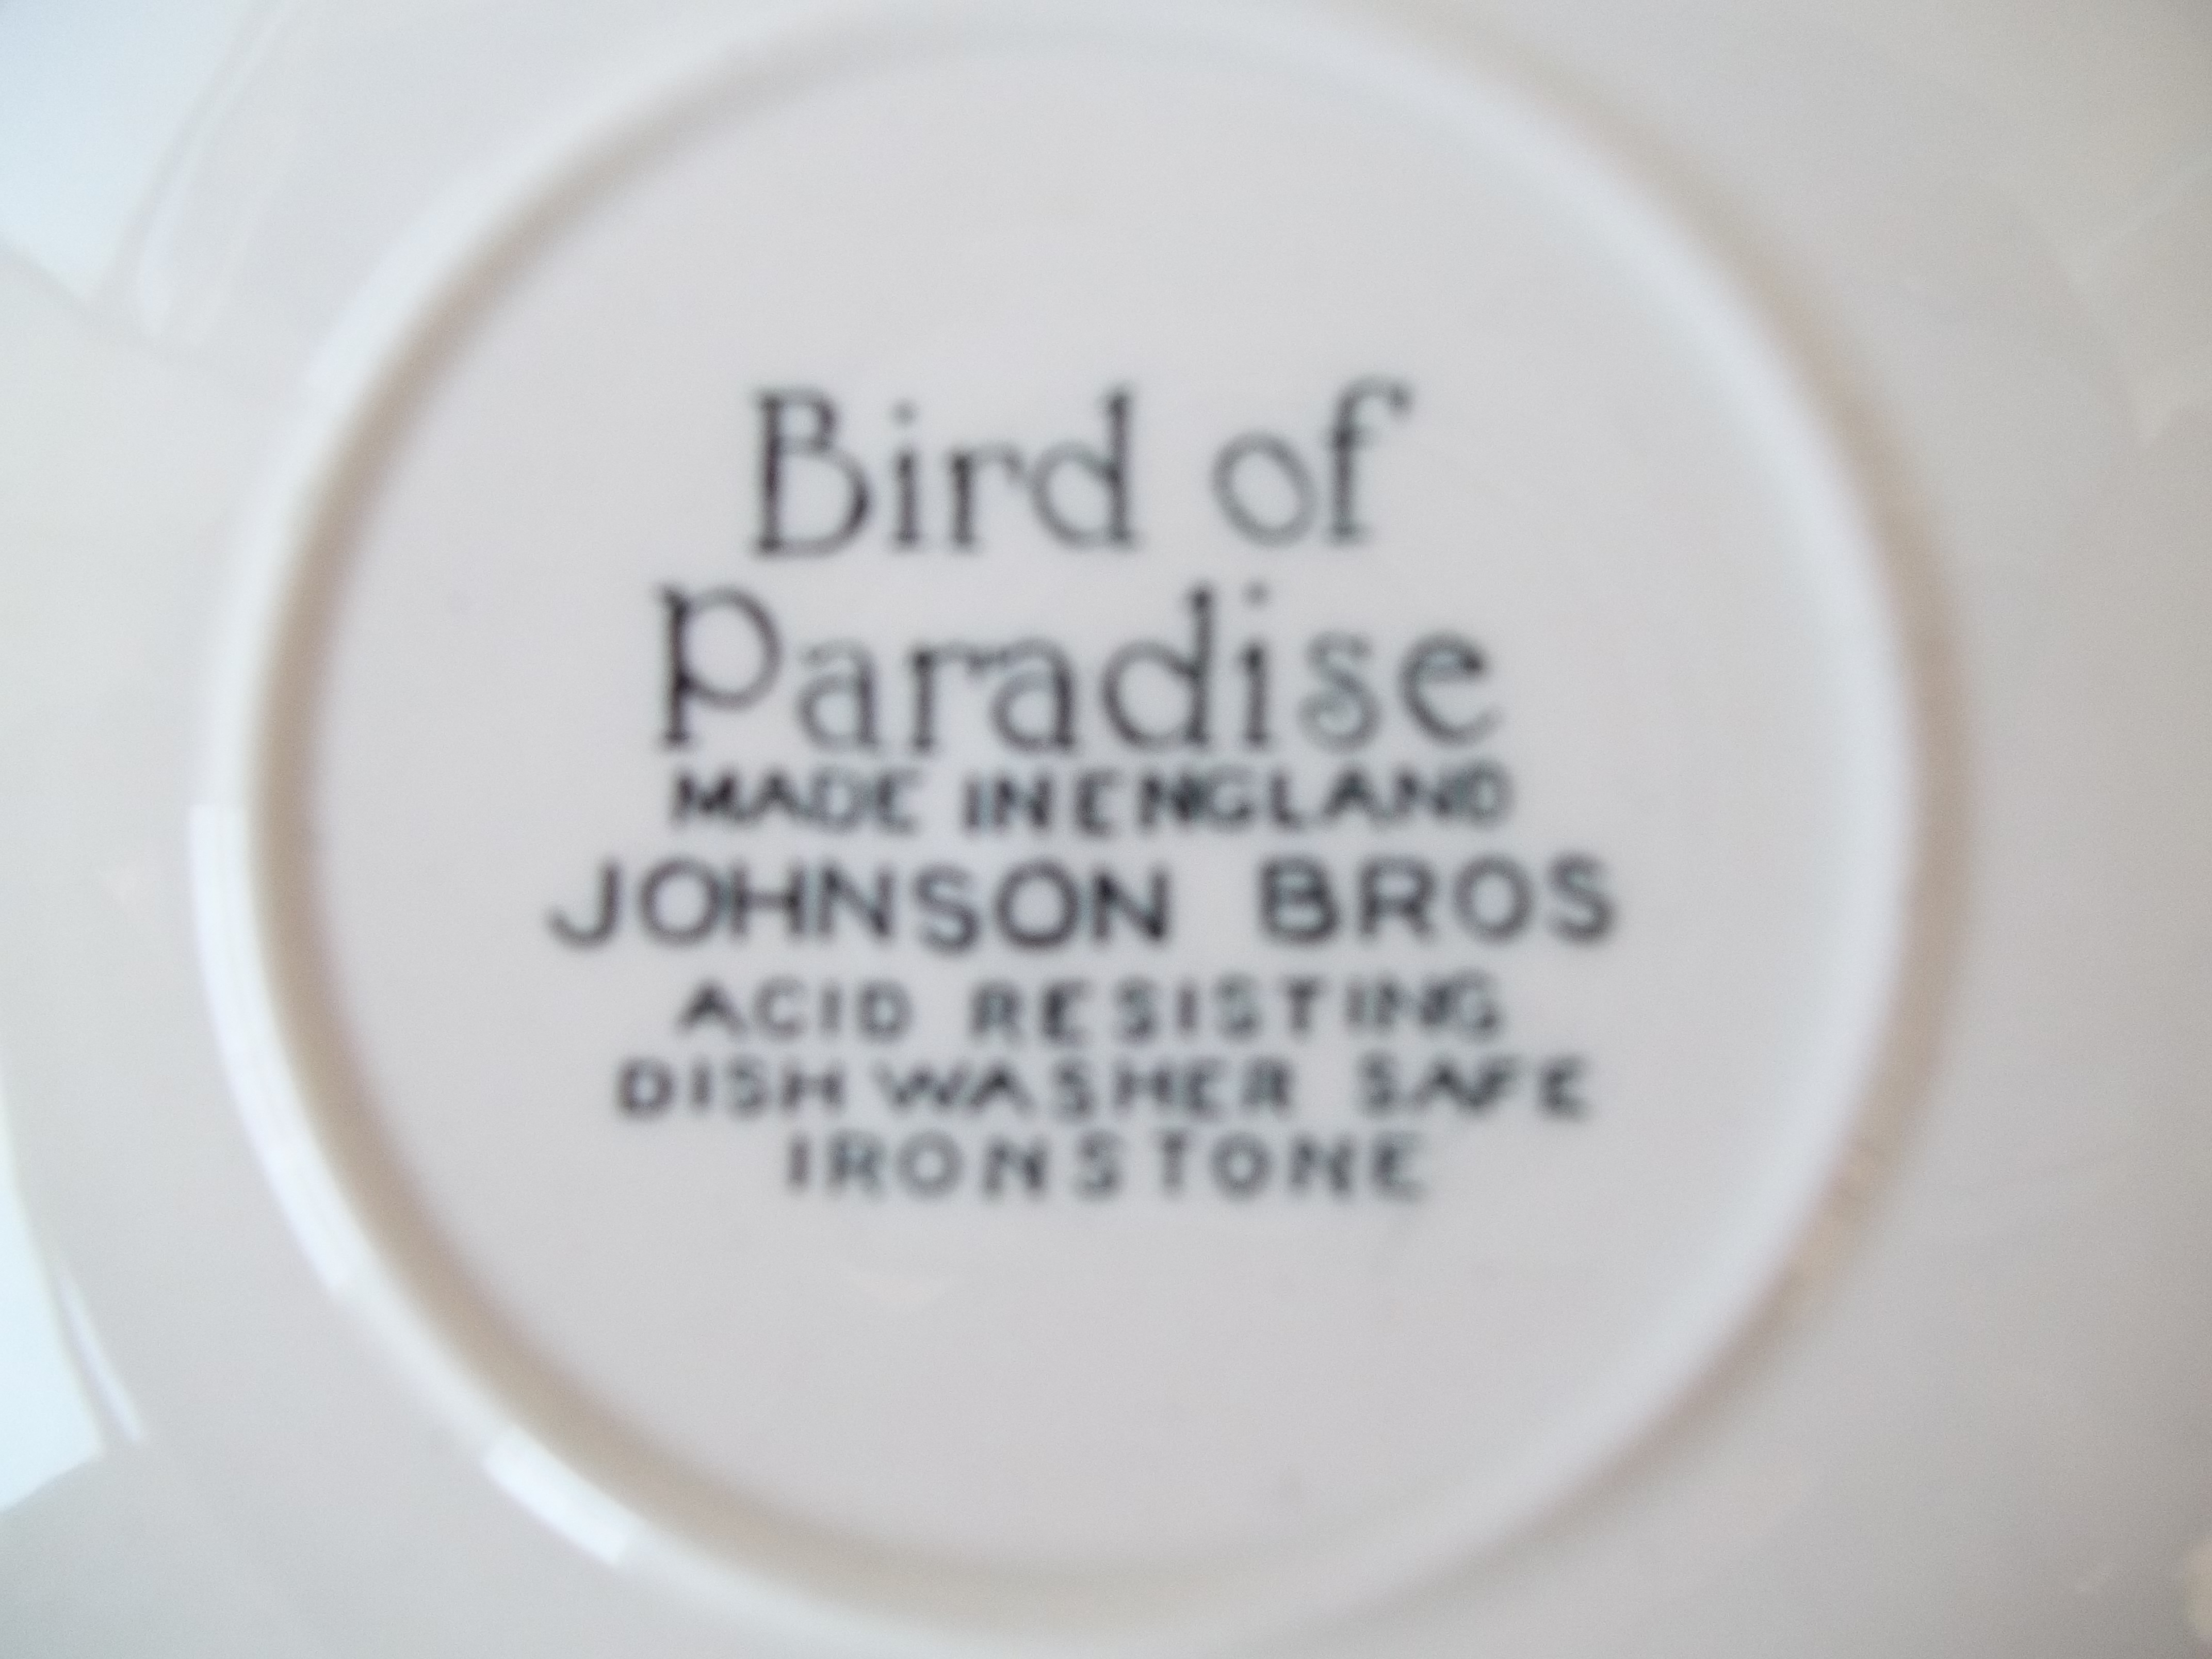 Bird of
Paradise
MADE IN ENGLAND
JOHNSON BROS
ACID RESISTING
DISH WASHER SAFE
IRONSTONE